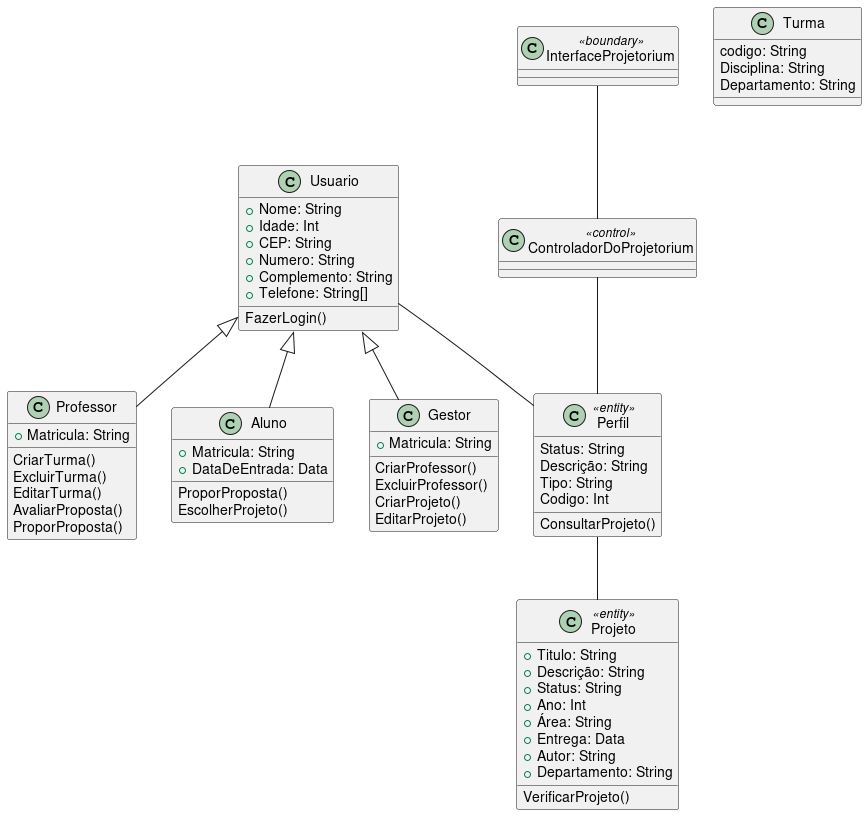 «boundary»
InterfaceProjetorium
Turma
codigo: String
Disciplina: String
Departamento: String
Usuario
Nome: String
Idade: Int
CEP: String
Numero: String
Complemento: String
Telefone: String[]
FazerLogin()
«control»
ControladorDoProjetorium
Professor
Matricula: String
CriarTurma()
ExcluirTurma()
EditarTurma()
AvaliarProposta()
ProporProposta()
Aluno
Matricula: String
DataDeEntrada: Data
ProporProposta()
EscolherProjeto()
Gestor
Matricula: String
CriarProfessor()
ExcluirProfessor()
CriarProjeto()
EditarProjeto()
«entity»
Perfil
Status: String
Descrição: String
Tipo: String
Codigo: Int
ConsultarProjeto()
«entity»
Projeto
Titulo: String
Descrição: String
Status: String
Ano: Int
Área: String
Entrega: Data
Autor: String
Departamento: String
VerificarProjeto()